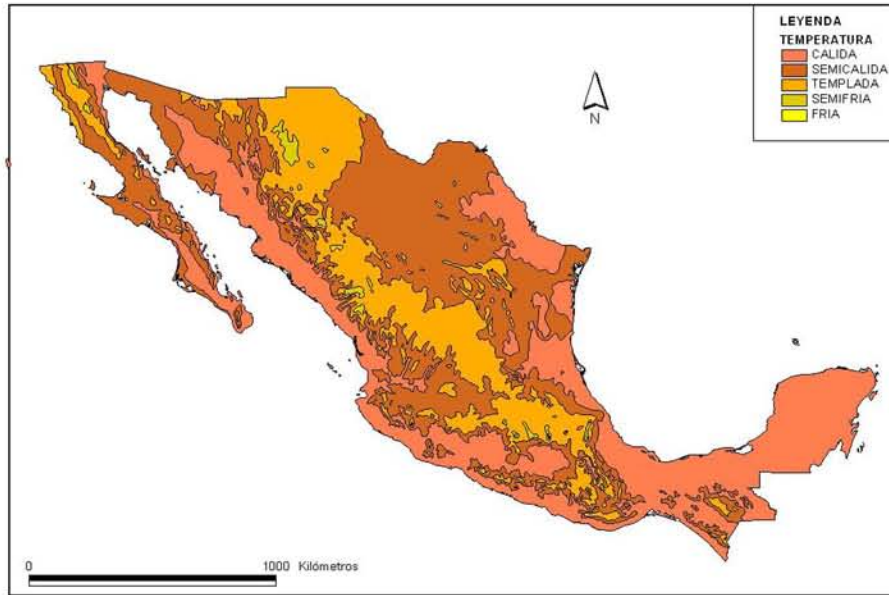 LEYENDA
TEMPERATURA
CALIDA
SEMICALIDA
TEMPLADA
SEMIFRIA
FRIA
N
0 1000 Kilómetros